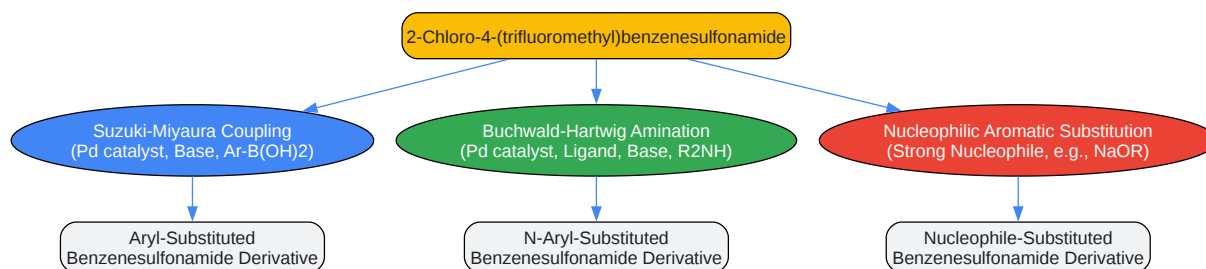 2-Chloro-4-(trifluoromethyl)benzenesulfonamide
Suzuki-Miyaura Coupling
(Pd catalyst, Base, Ar-B(OH)2)
Buchwald-Hartwig Amination
(Pd catalyst, Ligand, Base, R2NH)
Nucleophilic Aromatic Substitution
(Strong Nucleophile, e.g., NaOR)
Aryl-Substituted
Benzenesulfonamide Derivative
N-Aryl-Substituted
Benzenesulfonamide Derivative
Nucleophile-Substituted
Benzenesulfonamide Derivative